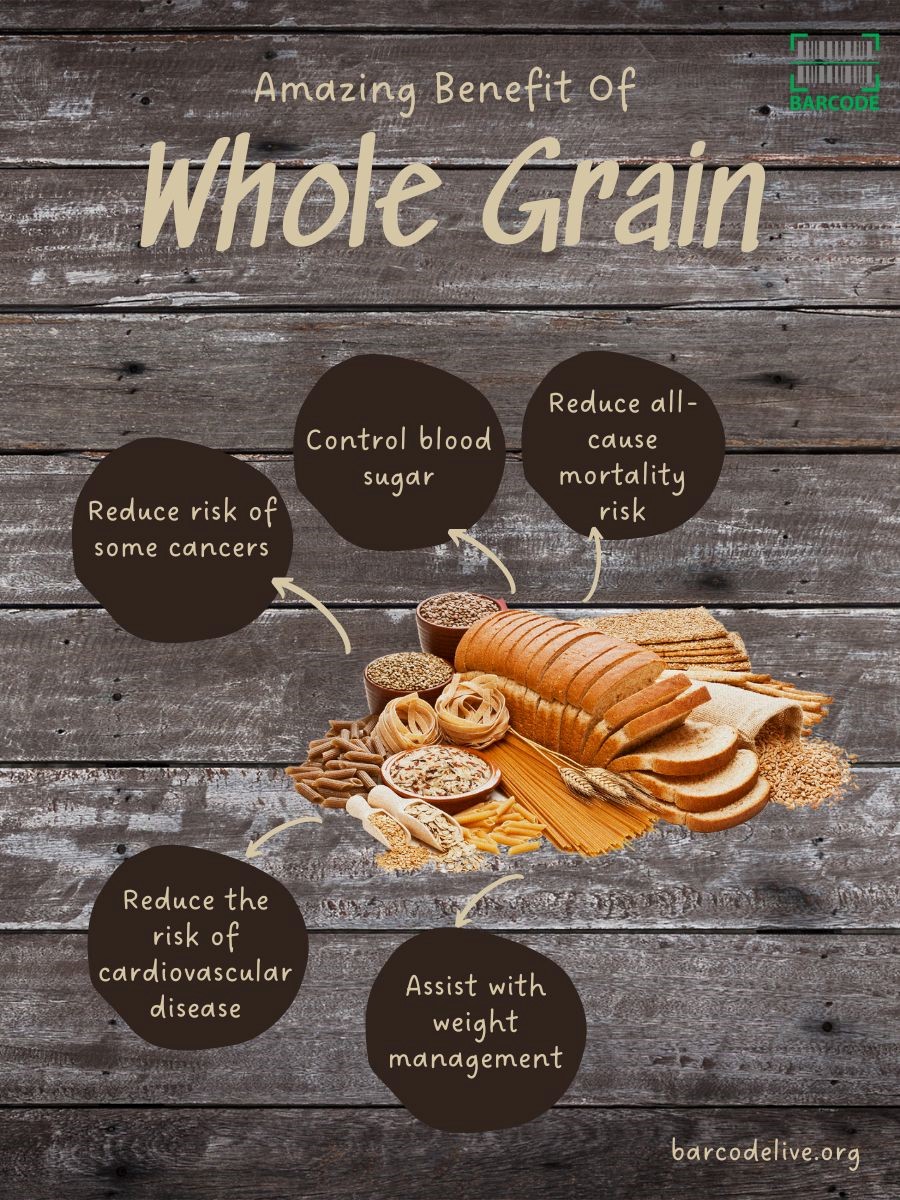 Amazing Benefit Of
Whole Grain
BARCODE
Reduce risk of
some cancers
Control blood
sugar
Reduce all-
cause
mortality
risk
Reduce the
risk of
cardiovascular
disease
Assist with
weight
management
barcodelive.org